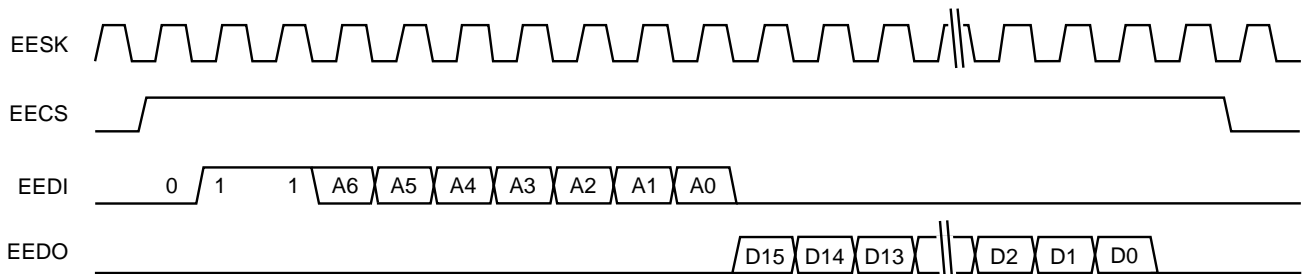 EESK
EECS
EEDI 0 1 1 A6 A5 A4 A3 A2 A1 A0
EEDO D15 D14 D13 D2 D1 D0